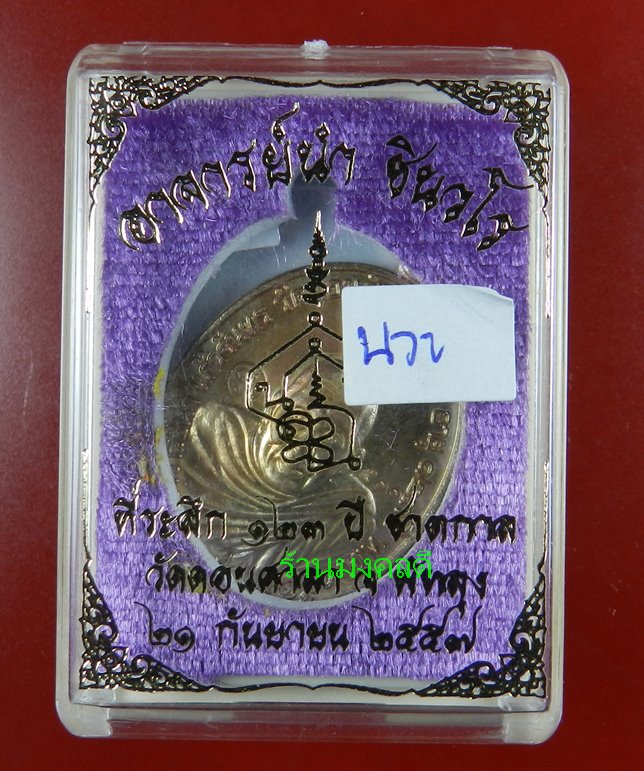 อาจารย์นำ ชินวโร
นวะ
ที่ระลึก ๑๒๓ ปี ชาตกาล
ร้านมงคลดี
วัดดอนศาลา จ.พัทลุง
๒๑ กันยายน ๒๕๕๗